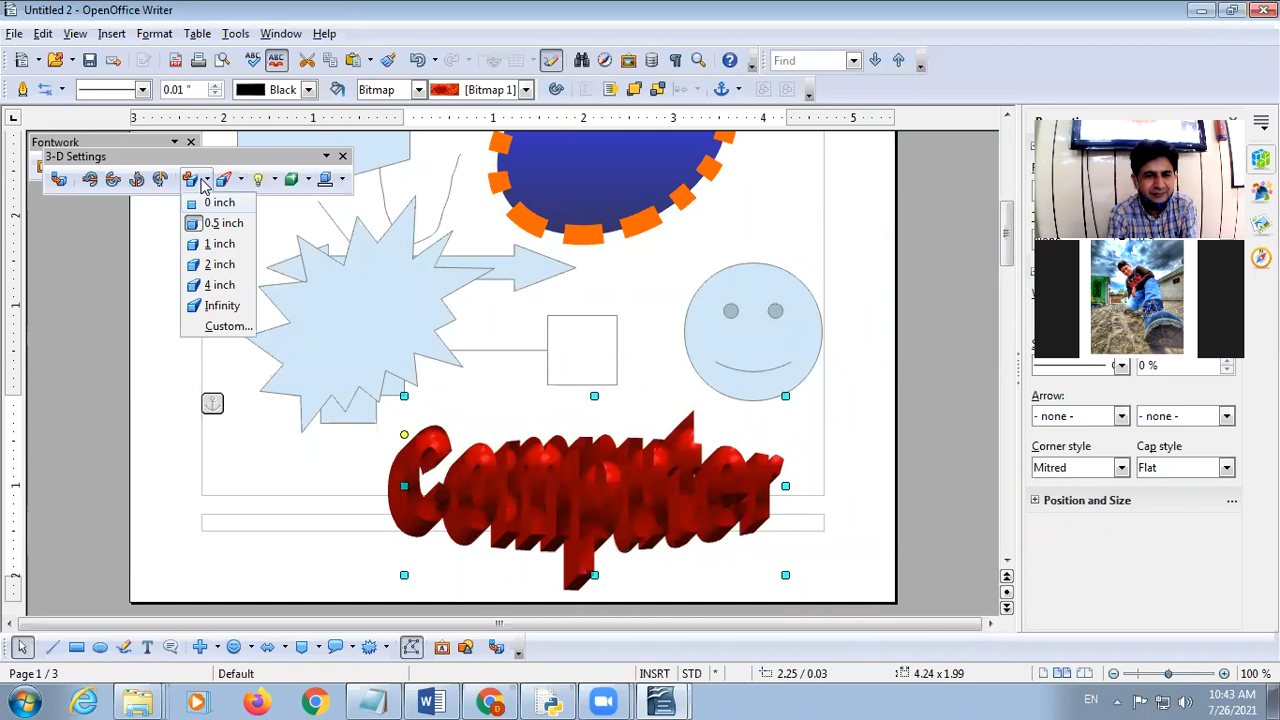 Untitled 2 - OpenOffice Writer
File Edit View Insert Format Table Tools Window Help
Find
0.01 " Black Bitmap [Bitmap 1]
3 2 1 1 2 3 4 5
Fontwork
3-D Settings
0 inch
0.5 inch
1 inch
2 inch
4 inch
Infinity
Custom...
2
1
1
2
Computer
0 %
Arrow:
- none - - none -
Corner style Cap style
Mitred Flat
Position and Size
Page 1 / 3 Default INSRT STD * 2.25 / 0.03 4.24 x 1.99 100 %
EN 10:43 AM
7/26/2021